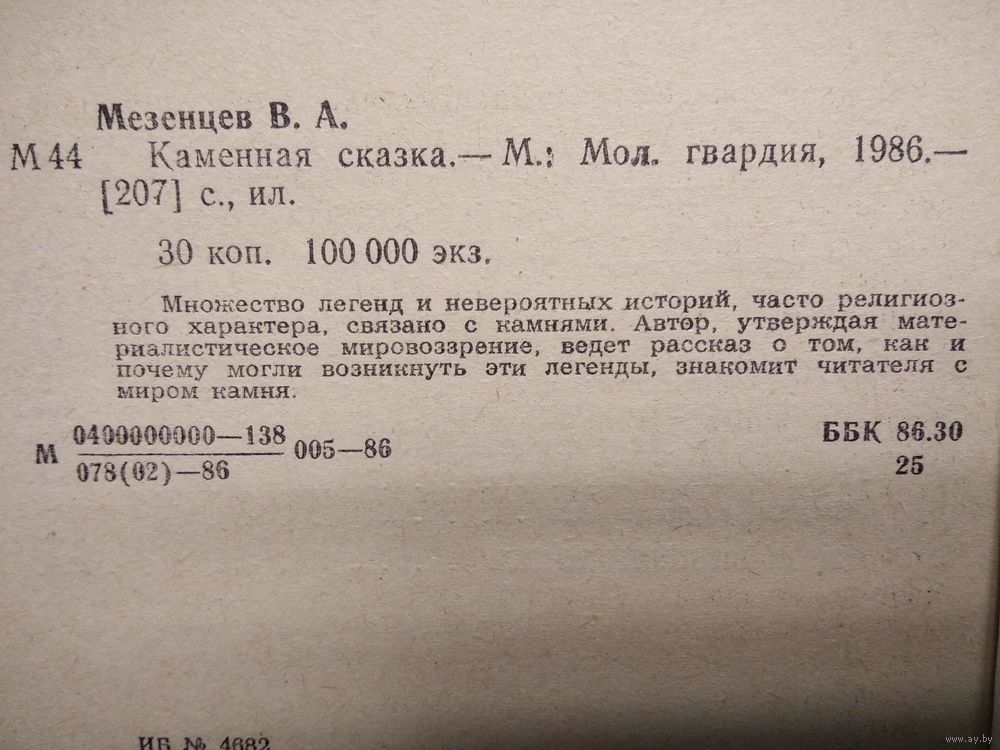 Мезенцев В. А.
М 44 Каменная сказка.— М.: Мол. гвардия, 1986.—
[207] с., ил.
30 коп. 100 000 экз.
Множество легенд и невероятных историй, часто религиоз-
ного характера, связано с камнями. Автор, утверждая мате-
риалистическое мировоззрение, ведет рассказ о том, как и
почему могли возникнуть эти легенды, знакомит читателя с
миром камня.
М 0400000000—138 005—86
078(02)—86
ББК 86.30
25
ИБ № 4682
www.ay.by